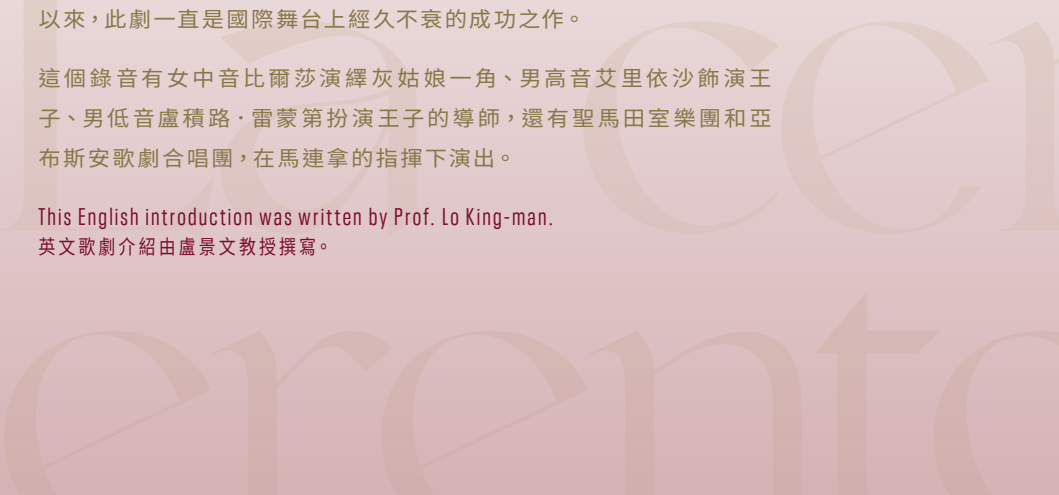 以來，此劇一直是國際舞台上經久不衰的成功之作。
這個錄音有女中音比爾莎演繹灰姑娘一角、男高音艾里依沙飾演王
子、男低音盧積路·雷蒙第扮演王子的導師，還有聖馬田室樂團和亞
布斯安歌劇合唱團，在馬連拿的指揮下演出。
This English introduction was written by Prof. Lo King-man.
英文歌劇介紹由盧景文教授撰寫。
La cer
erento